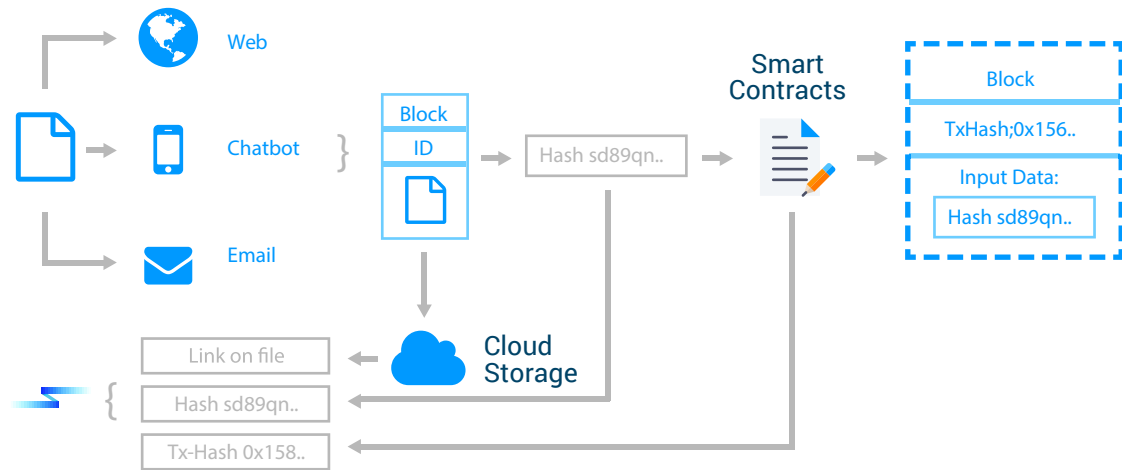 Web
Chatbot
Email
}
Block
ID
Hash sd89qn..
Smart
Contracts
Block
TxHash;0x156..
Input Data:
Hash sd89qn..
Cloud
Storage
{
Link on file
Hash sd89qn..
Tx-Hash 0x158..